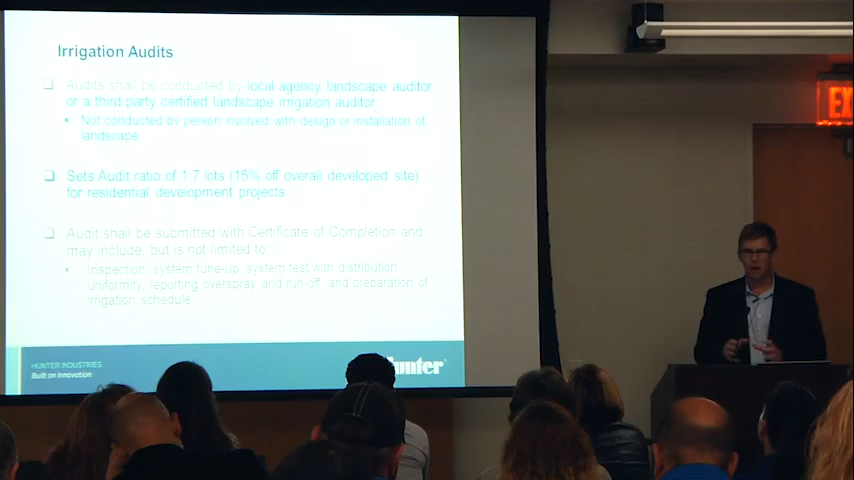 Irrigation Audits
Audits shall be conducted by local agency landscape auditor
or a third party certified landscape irrigation auditor
Not conducted by person involved with design or installation of
landscape
Sets Audit ratio of 1:7 lots (15% off overall developed site)
for residential development projects
Audit shall be submitted with Certificate of Completion and
may include, but is not limited to:
Inspection, system tune-up, system test with distribution
uniformity, reporting overspray and run-off, and preparation of
irrigation schedule
HUNTER INDUSTRIES
Built on Innovation
Hunter
EX